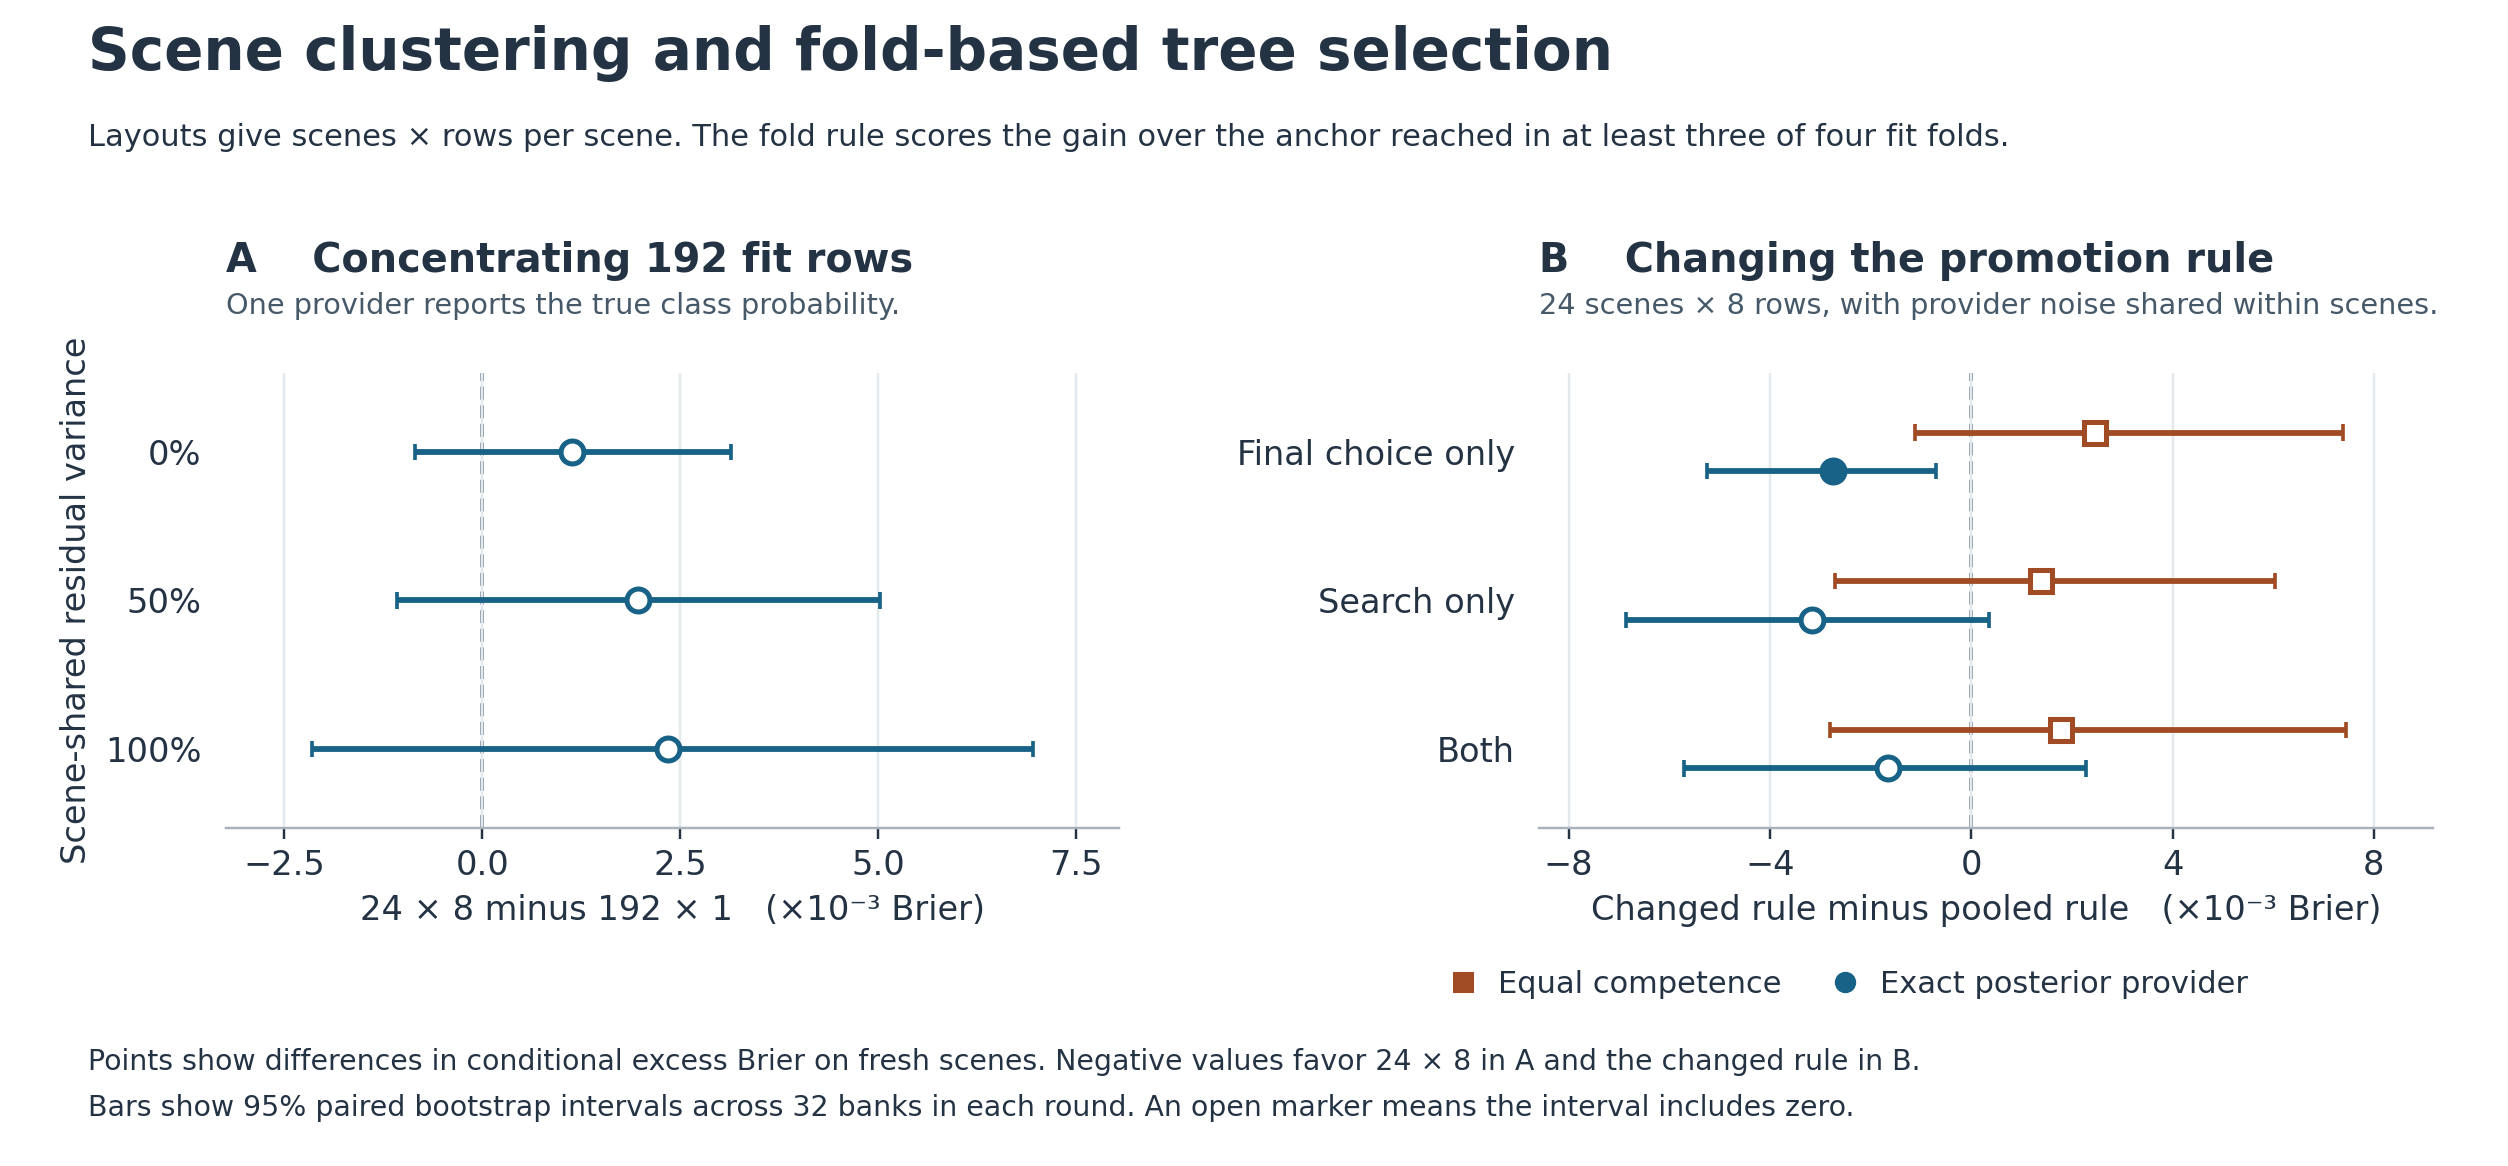 Scene clustering and fold-based tree selection
Layouts give scenes × rows per scene. The fold rule scores the gain over the anchor reached in at least three of four fit folds.
A Concentrating 192 fit rows
One provider reports the true class probability.
Scene-shared residual variance
0%
50%
100%
−2.5 0.0 2.5 5.0 7.5
24 × 8 minus 192 × 1 (×10⁻³ Brier)
B Changing the promotion rule
24 scenes × 8 rows, with provider noise shared within scenes.
Final choice only
Search only
Both
−8 −4 0 4 8
Changed rule minus pooled rule (×10⁻³ Brier)
Equal competence Exact posterior provider
Points show differences in conditional excess Brier on fresh scenes. Negative values favor 24 × 8 in A and the changed rule in B.
Bars show 95% paired bootstrap intervals across 32 banks in each round. An open marker means the interval includes zero.